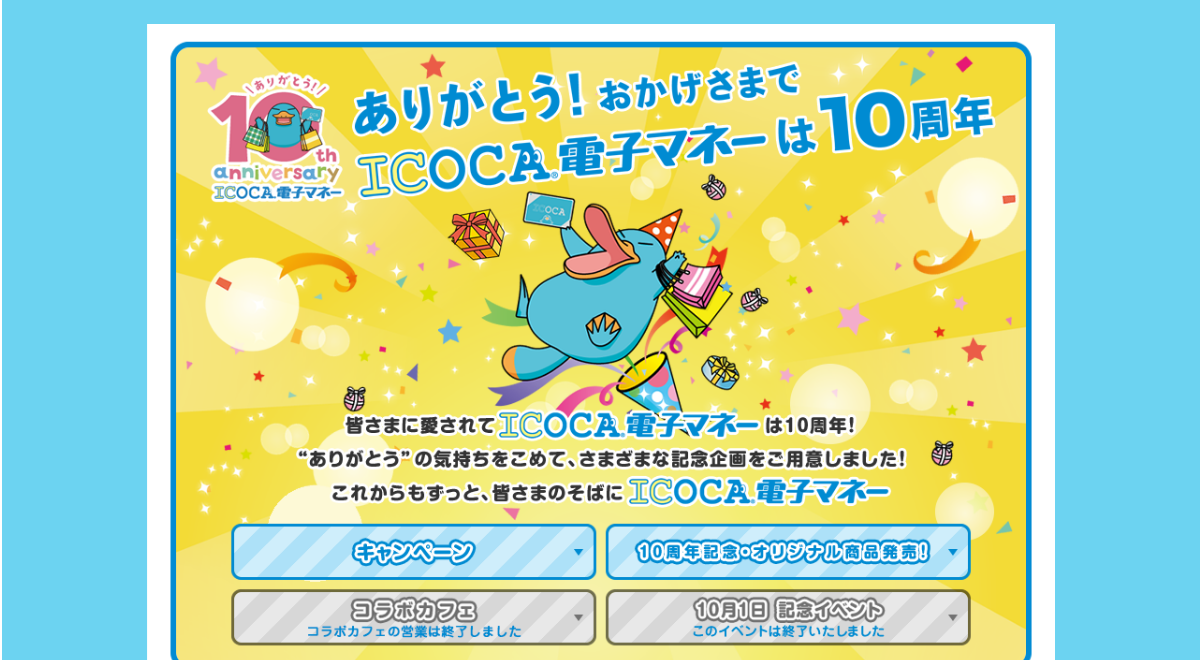 ありがとう!
10th
anniversary
ICOCA電子マネー
ありがとう!おかげさまで
ICOCA®電子マネーは10周年
ICOCA
皆さまに愛されてICOCA®電子マネーは10周年!
“ありがとう”の気持ちをこめて、さまざまな記念企画をご用意しました!
これからもずっと、皆さまのそばにICOCA®電子マネー
キャンペーン
10周年記念・オリジナル商品発売!
コラボカフェ
コラボカフェの営業は終了しました
10月1日 記念イベント
このイベントは終了いたしました